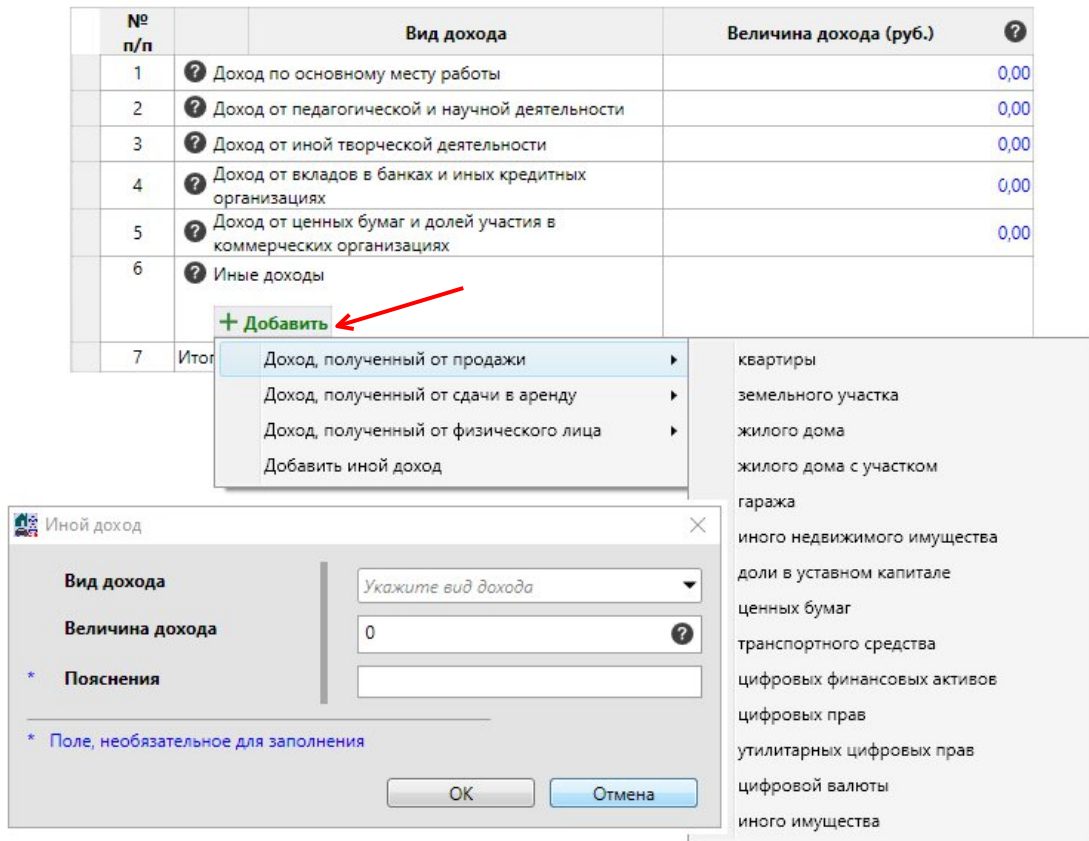 №
п/п
Вид дохода
Величина дохода (руб.)
1
Доход по основному месту работы
0,00
2
Доход от педагогической и научной деятельности
0,00
3
Доход от иной творческой деятельности
0,00
4
Доход от вкладов в банках и иных кредитных
организациях
0,00
5
Доход от ценных бумаг и долей участия в
коммерческих организациях
0,00
6
Иные доходы
+ Добавить
7
Итог
Доход, полученный от продажи
Доход, полученный от сдачи в аренду
Доход, полученный от физического лица
Добавить иной доход
квартиры
земельного участка
жилого дома
жилого дома с участком
гаража
иного недвижимого имущества
доли в уставном капитале
ценных бумаг
транспортного средства
цифровых финансовых активов
цифровых прав
утилитарных цифровых прав
цифровой валюты
иного имущества
Иной доход
Вид дохода
Укажите вид дохода
Величина дохода
0
* Пояснения
* Поле, необязательное для заполнения
OK
Отмена